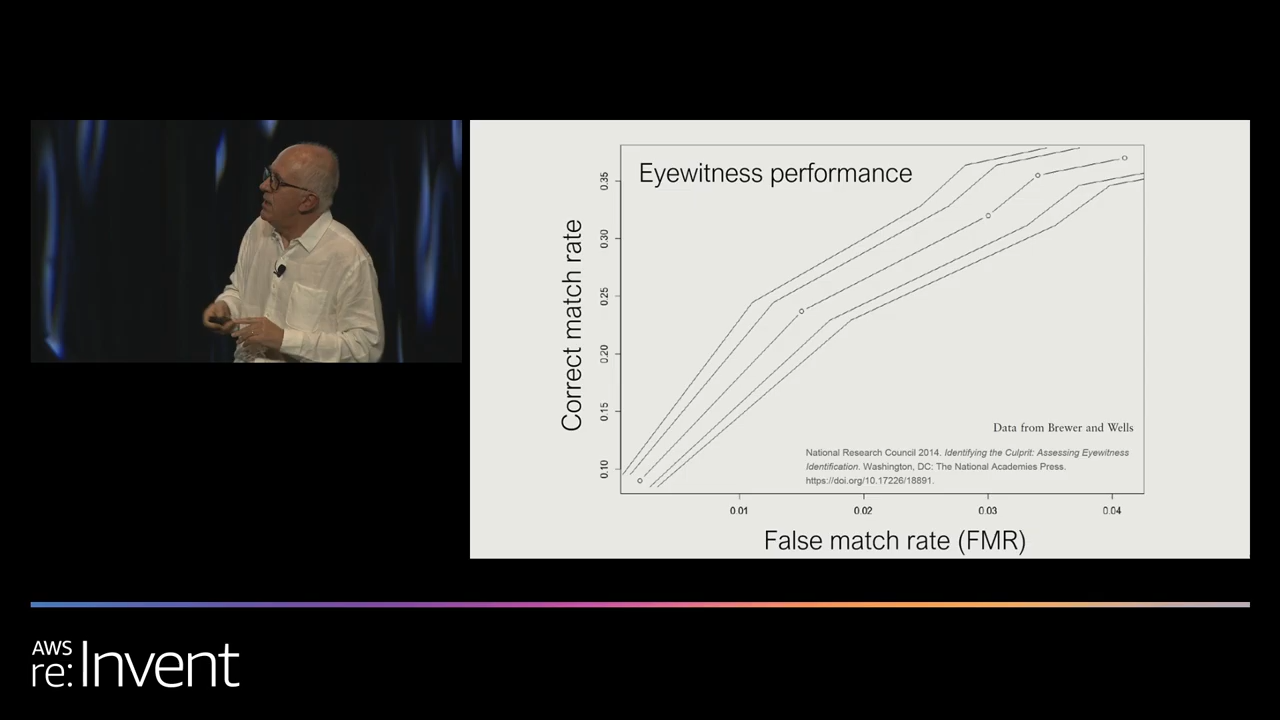 Eyewitness performance
Correct match rate
0.35
0.30
0.25
0.20
0.15
0.10
Data from Brewer and Wells
National Research Council 2014. Identifying the Culprit: Assessing Eyewitness
Identification. Washington, DC: The National Academies Press.
https://doi.org/10.17226/18891.
0.01
0.02
0.03
0.04
False match rate (FMR)
AWS
re:Invent